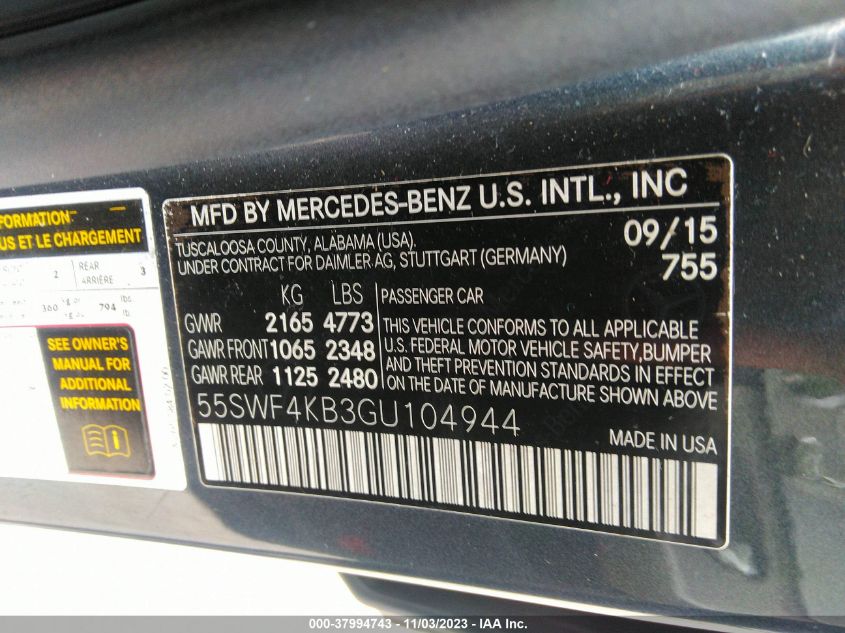 FORMATION
US ET LE CHARGEMENT
2 REAR 3
ARRIÈRE
360 kg 794 lbs
SEE OWNER'S
MANUAL FOR
ADDITIONAL
INFORMATION
MFD BY MERCEDES-BENZ U.S. INTL., INC
TUSCALOOSA COUNTY, ALABAMA (USA).
UNDER CONTRACT FOR DAIMLER AG, STUTTGART (GERMANY)
09/15
755
KG LBS
GVWR 2165 4773
GAWR FRONT 1065 2348
GAWR REAR 1125 2480
PASSENGER CAR
THIS VEHICLE CONFORMS TO ALL APPLICABLE
U.S. FEDERAL MOTOR VEHICLE SAFETY, BUMPER
AND THEFT PREVENTION STANDARDS IN EFFECT
ON THE DATE OF MANUFACTURE SHOWN ABOVE
55SWF4KB3GU104944
MADE IN USA
000-37994743 - 11/03/2023 - © IAA Inc.